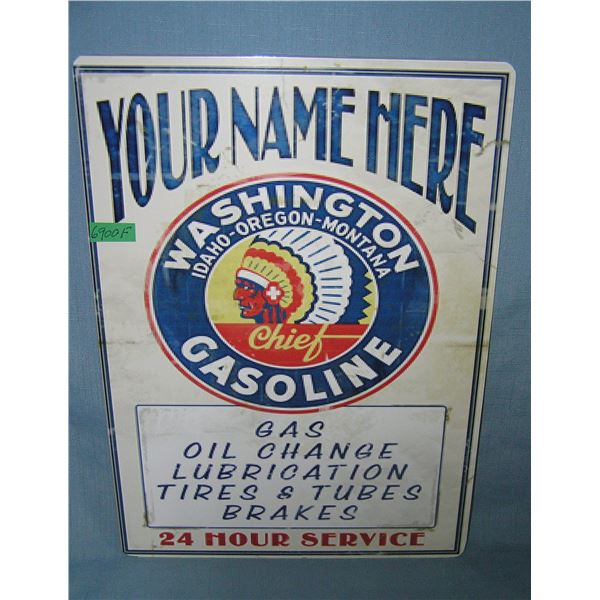 YOUR NAME HERE
6900F
WASHINGTON
IDAHO-OREGON-MONTANA
Chief
GASOLINE
GAS
OIL CHANGE
LUBRICATION
TIRES & TUBES
BRAKES
24 HOUR SERVICE